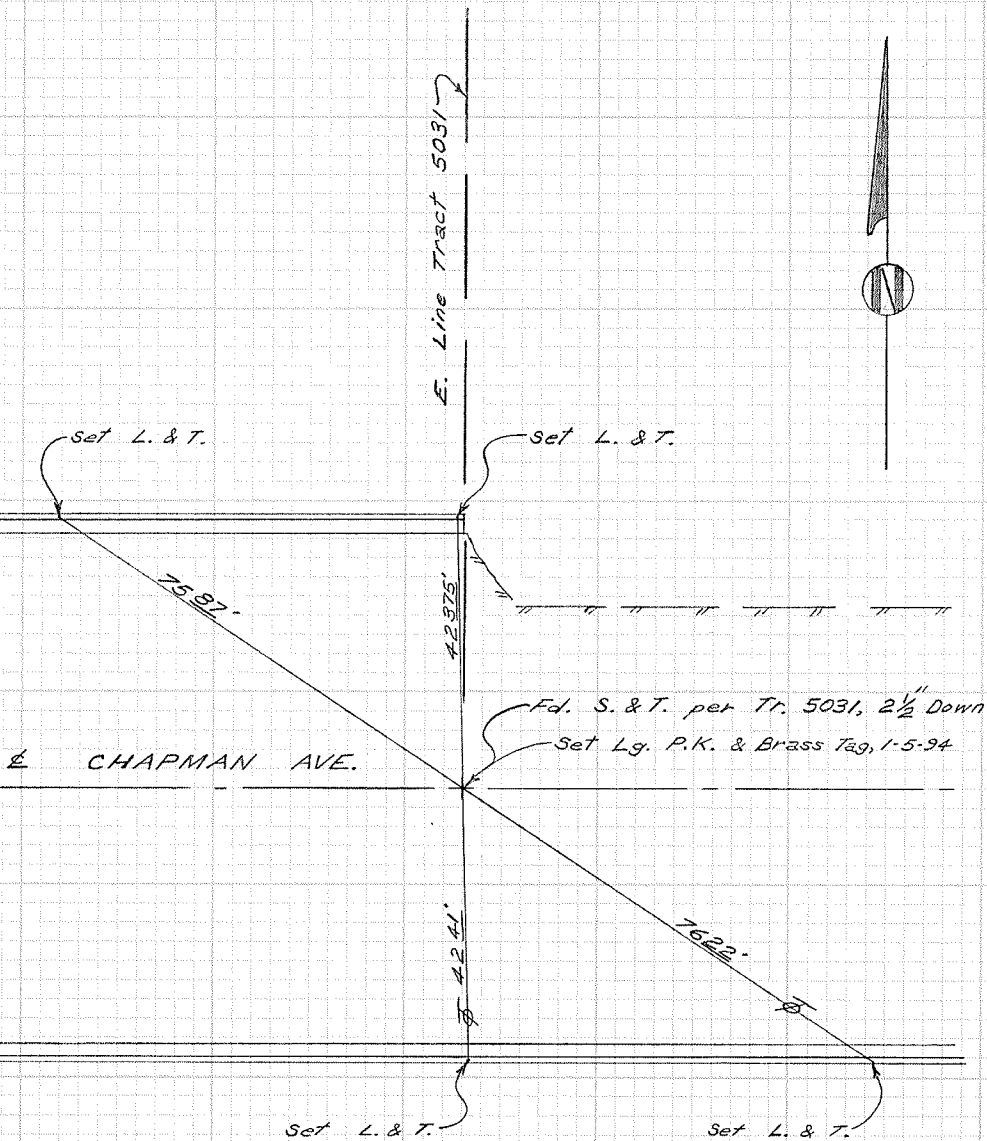 E. Line Tract 5031
Set L. & T.
Set L. & T.
75 87'
42 375'
Fd. S. & T. per Tr. 5031, 2½" Down
Set Lg. P.K. & Brass Tag, 1-5-94
℄ CHAPMAN AVE.
42 41'
76 22'
Set L. & T.
Set L. & T.